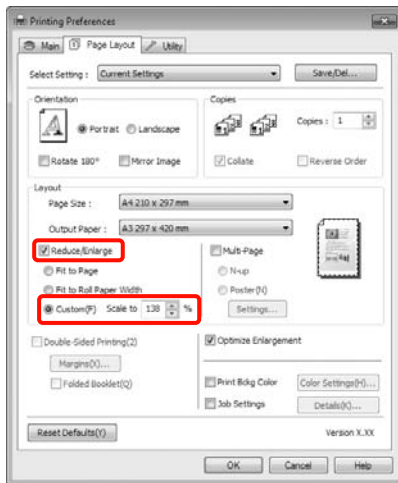 Printing Preferences
Main Page Layout Utility
Select Setting : Current Settings Save/Del...
Orientation Copies
Portrait Landscape Copies : 1
Rotate 180° Mirror Image Collate Reverse Order
Layout
Page Size : A4 210 x 297 mm
Output Paper : A3 297 x 420 mm
Reduce/Enlarge Multi-Page
Fit to Page N-up
Fit to Roll Paper Width Poster(N)
Custom(F) Scale to 138 % Settings...
Double-Sided Printing(2) Optimize Enlargement
Margins(X)...
Folded Booklet(Q) Print Bckg Color Color Settings(H)...
Job Settings Details(K)...
Reset Defaults(Y) Version X.XX
OK Cancel Help